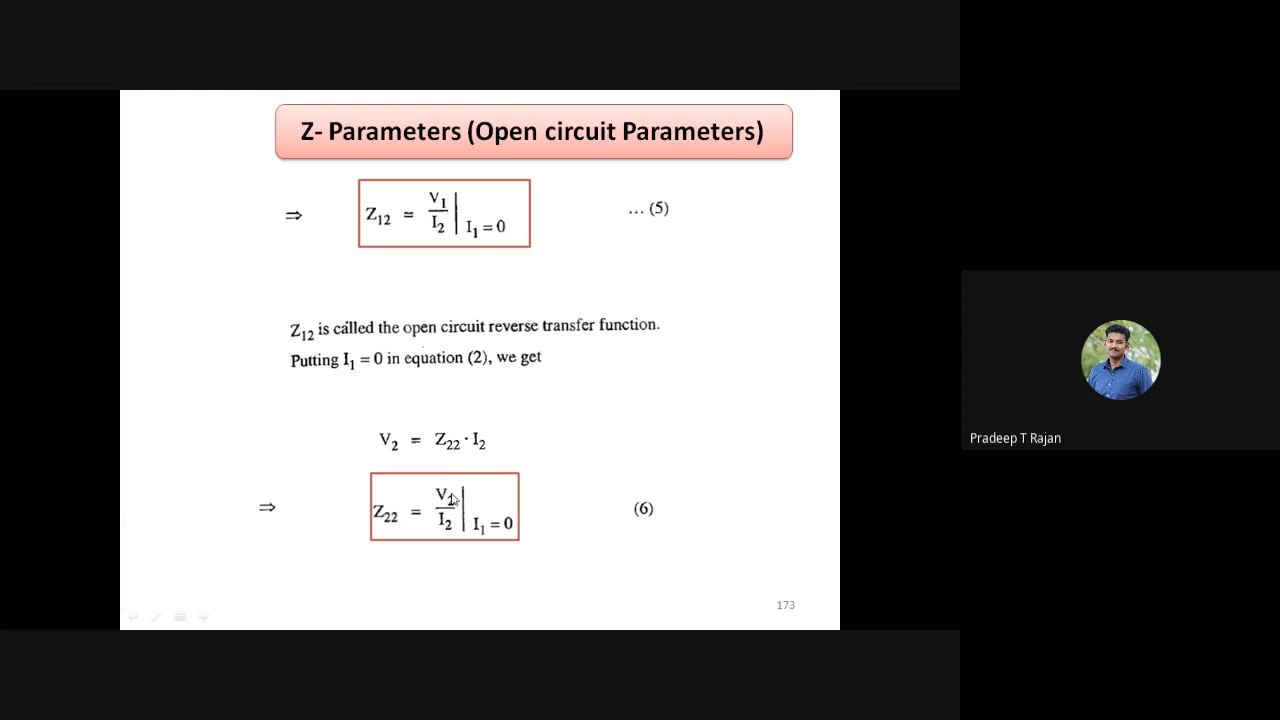 Z- Parameters (Open circuit Parameters)
⇒ Z₁₂ = V₁/I₂ | I₁ = 0 ... (5)
Z₁₂ is called the open circuit reverse transfer function.
Putting I₁ = 0 in equation (2), we get
V₂ = Z₂₂ · I₂
⇒ Z₂₂ = V₂/I₂ | I₁ = 0 (6)
173
Pradeep T Rajan